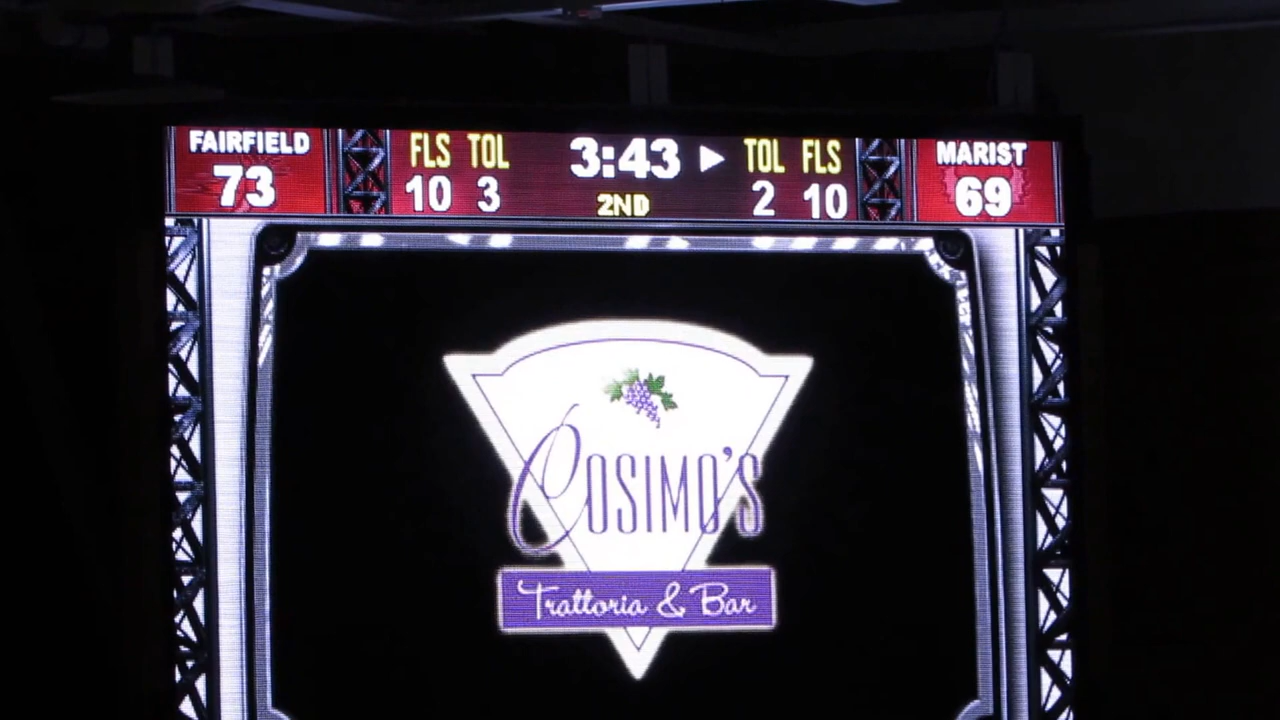 FAIRFIELD
73
FLS TOL
10 3
3:43
2ND
TOL FLS
2 10
MARIST
69
COSIMO'S
Trattoria & Bar